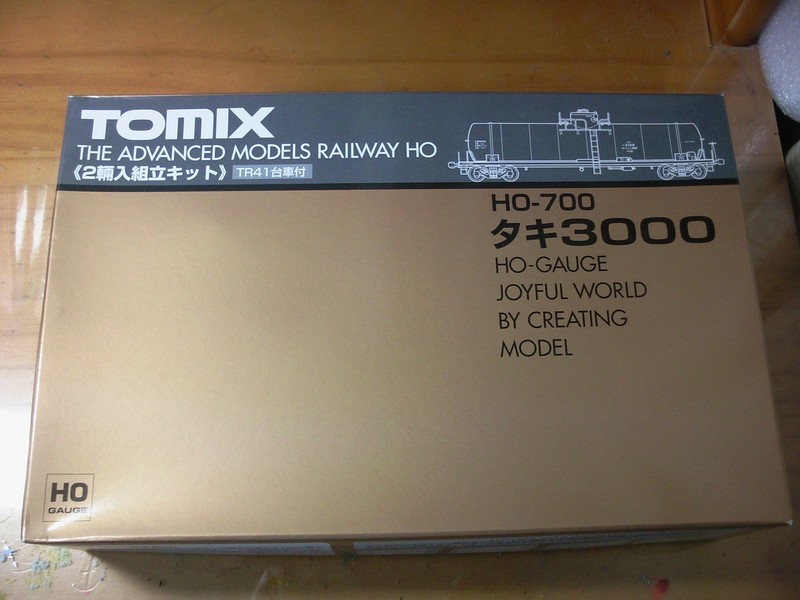 TOMIX
THE ADVANCED MODELS RAILWAY HO
《2輛入組立キット》 TR41台車付
HO-700
タキ3000
HO-GAUGE
JOYFUL WORLD
BY CREATING
MODEL
HO
GAUGE